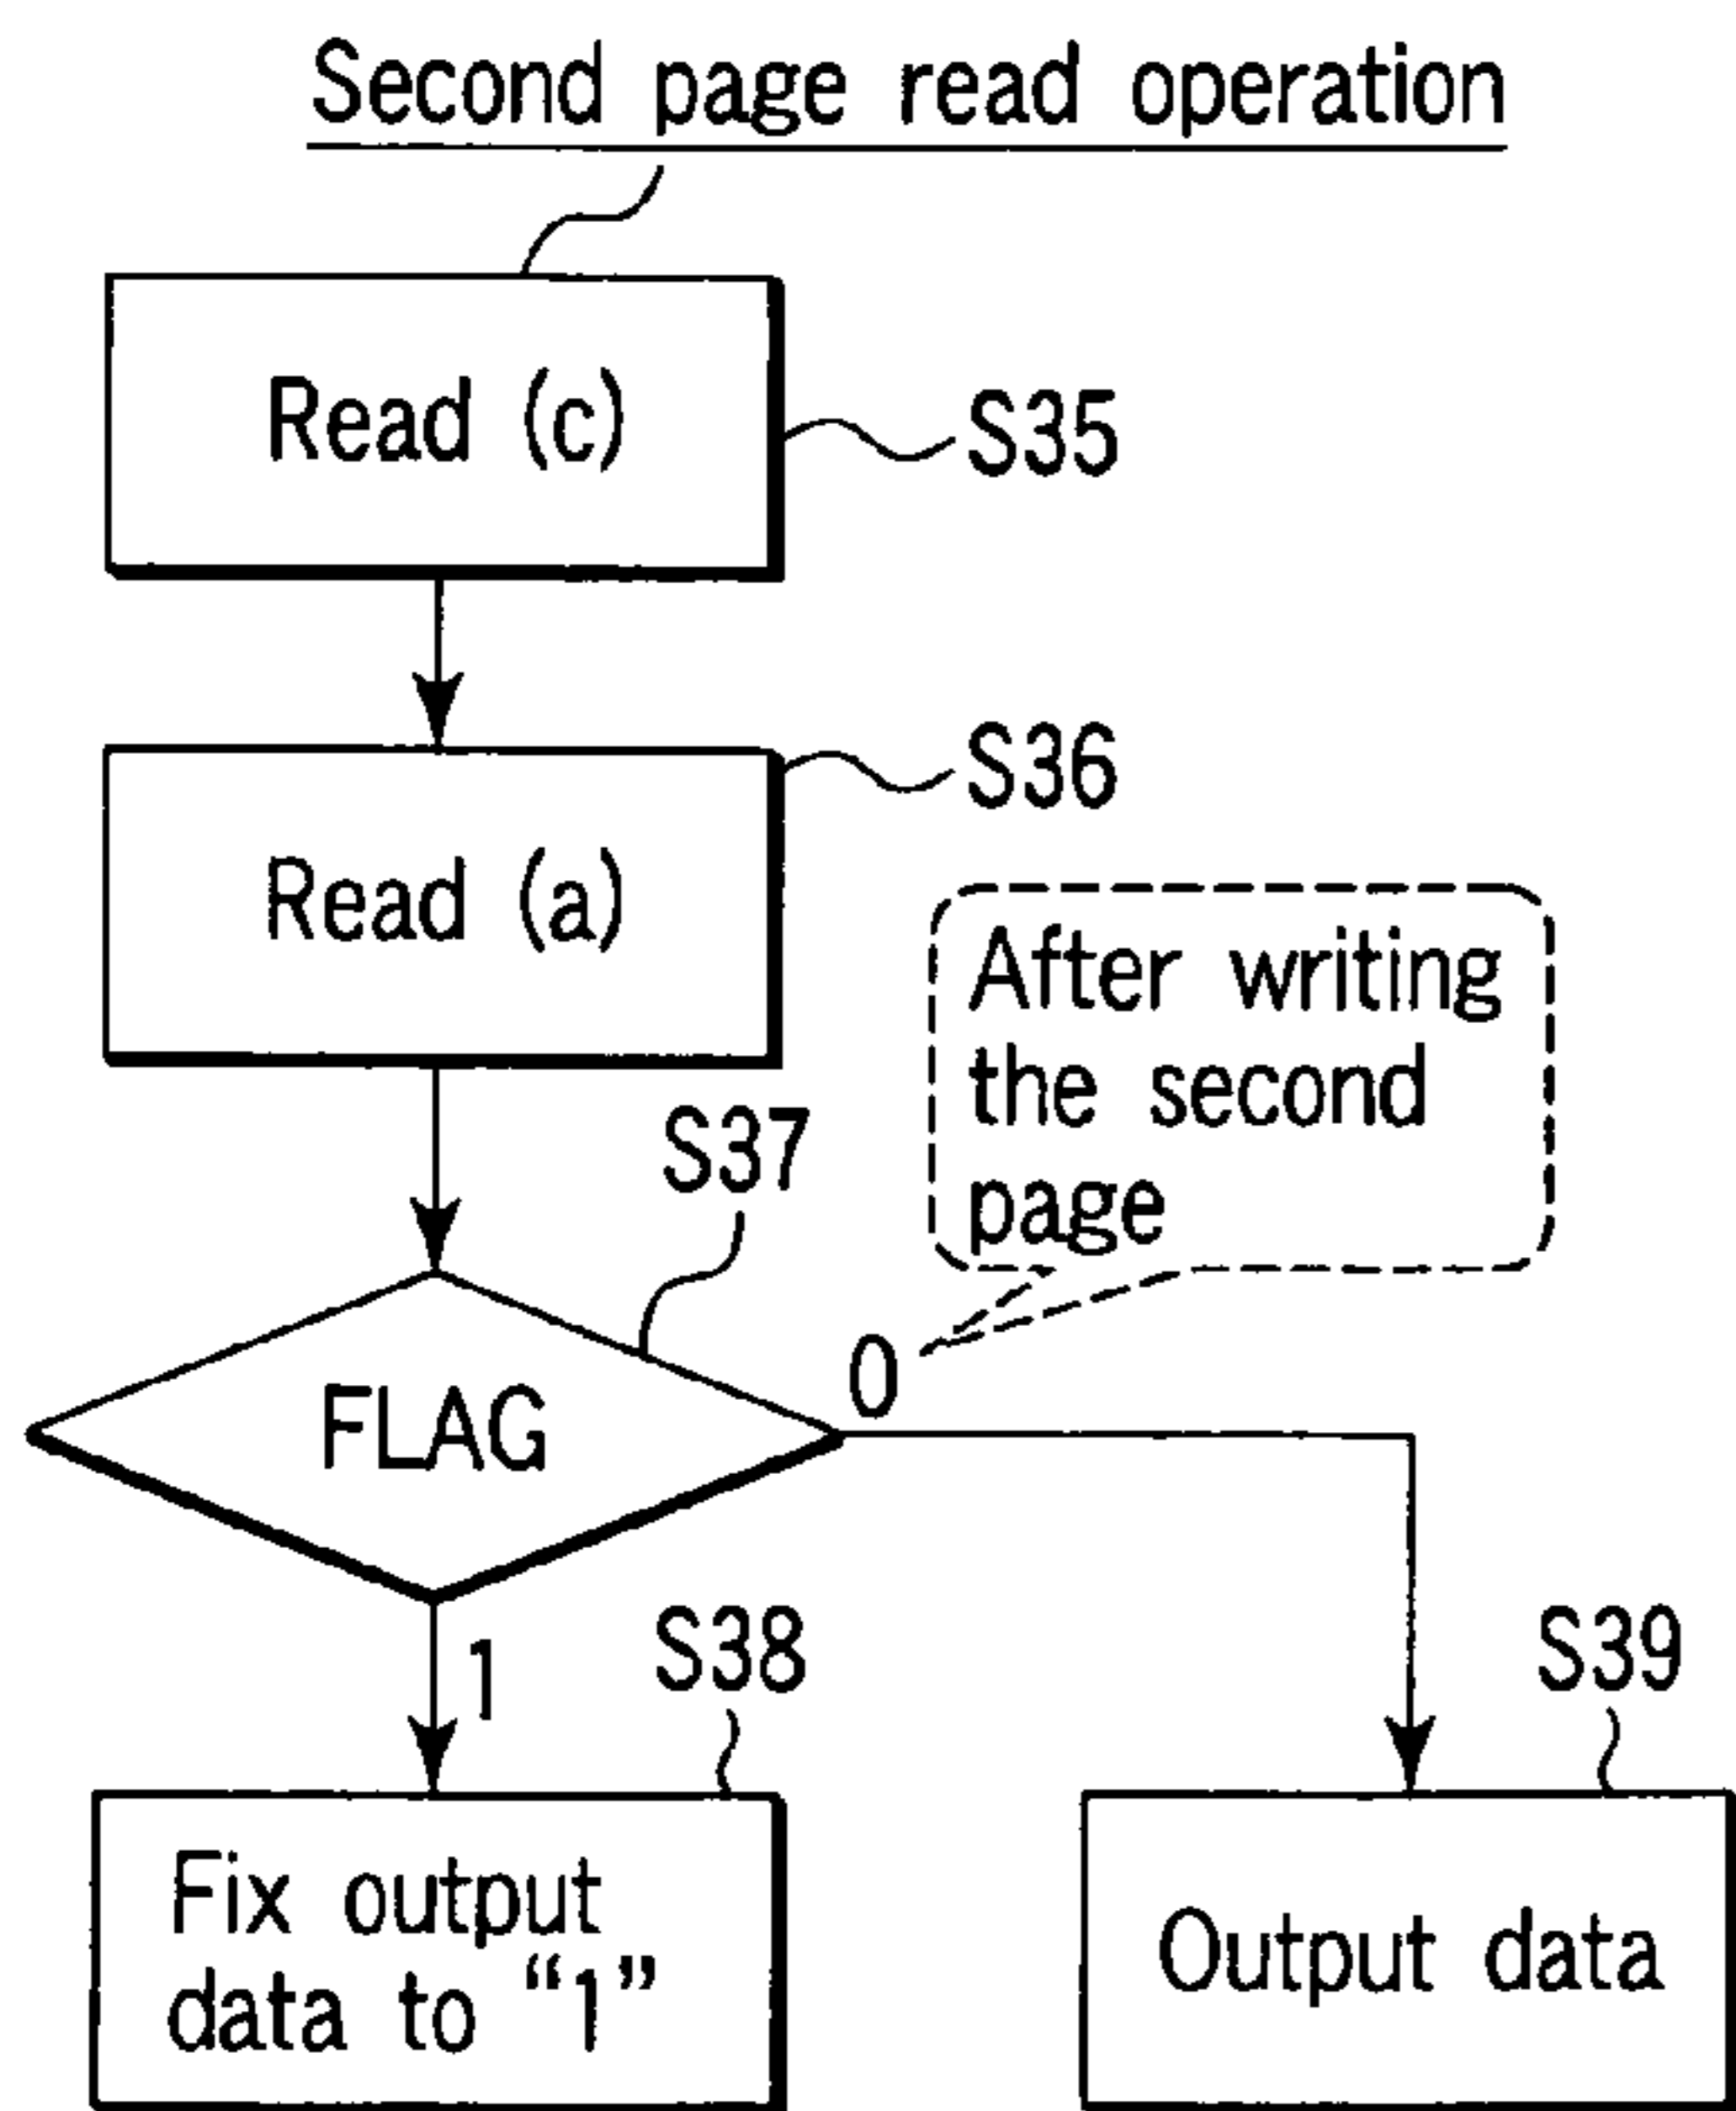 Second page read operation
Read (c)
S35
S36
Read (a)
After writing
the second
page
S37
0
FLAG
1
S38
S39
Fix output
data to “1”
Output data